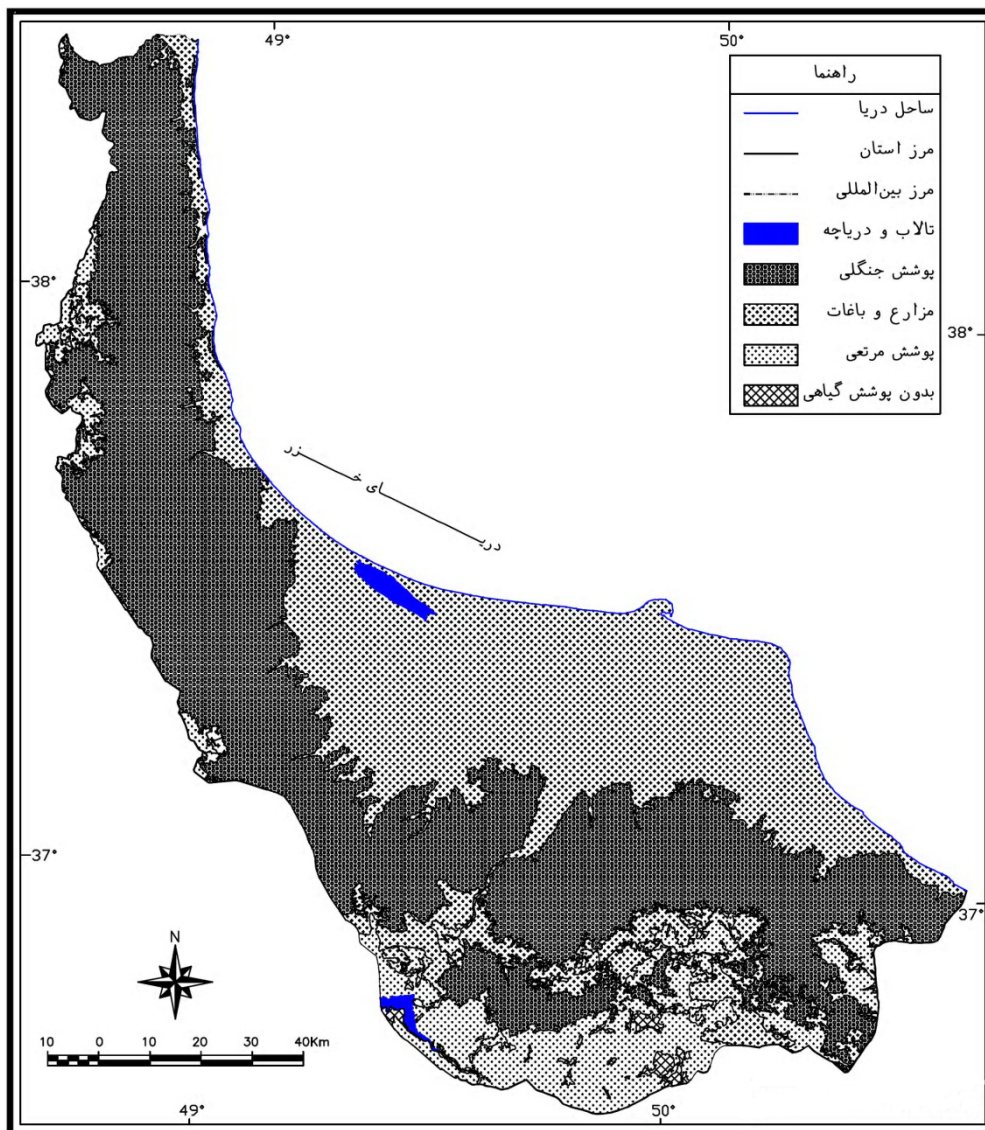 49°
50°
راهنما
ساحل دریا
مرز استان
مرز بین‌المللی
تالاب و دریاچه
پوشش جنگلی
مزارع و باغات
پوشش مرتعی
بدون پوشش گیاهی
38°
38°
دریای خزر
37°
37°
N
10 0 10 20 30 40Km
49°
50°